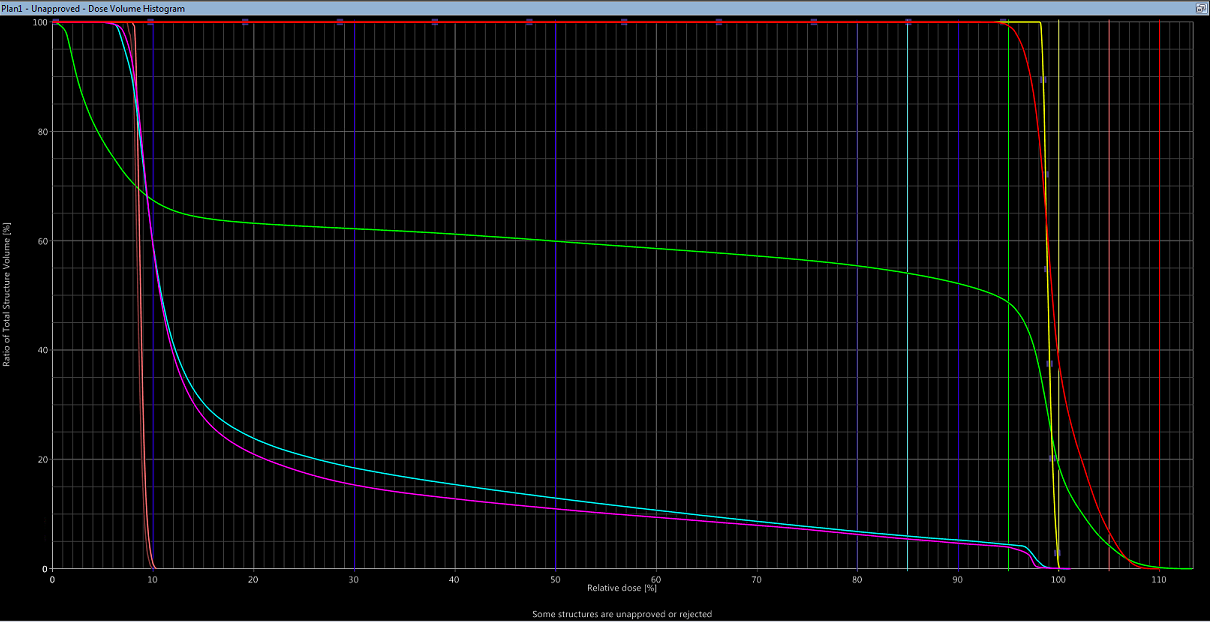 Plan1 - Unapproved - Dose Volume Histogram
100
80
60
40
20
0
Ratio of Total Structure Volume [%]
0 10 20 30 40 50 60 70 80 90 100 110
Relative dose [%]
Some structures are unapproved or rejected